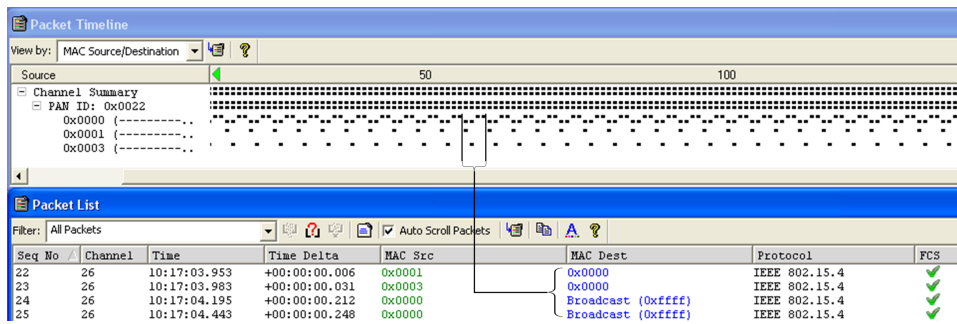 Packet Timeline
View by: MAC Source/Destination
Source 50 100
Channel Summary
PAN ID: 0x0022
0x0000 (---------..
0x0001 (---------..
0x0003 (---------..
Packet List
Filter: All Packets Auto Scroll Packets A
Seq No Channel Time Time Delta MAC Src MAC Dest Protocol FCS
22 26 10:17:03.953 +00:00:00.006 0x0001 0x0000 IEEE 802.15.4
23 26 10:17:03.983 +00:00:00.031 0x0003 0x0000 IEEE 802.15.4
24 26 10:17:04.195 +00:00:00.212 0x0000 Broadcast (0xffff) IEEE 802.15.4
25 26 10:17:04.443 +00:00:00.248 0x0000 Broadcast (0xffff) IEEE 802.15.4